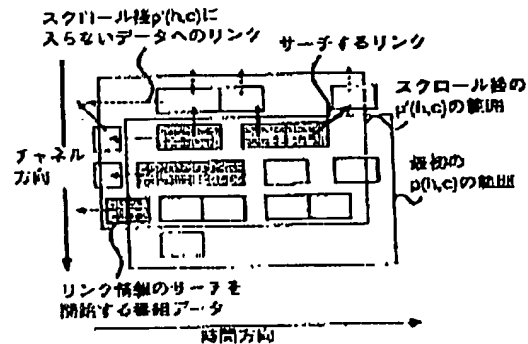 スクロール後p'(h,c)に
入らないデータへのリンク
サーチするリンク
スクロール後の
p'(h,c)の範囲
チャネル
方向
最初の
p(h,c)の範囲
リンク情報のサーチを
開始する番組データ
時間方向